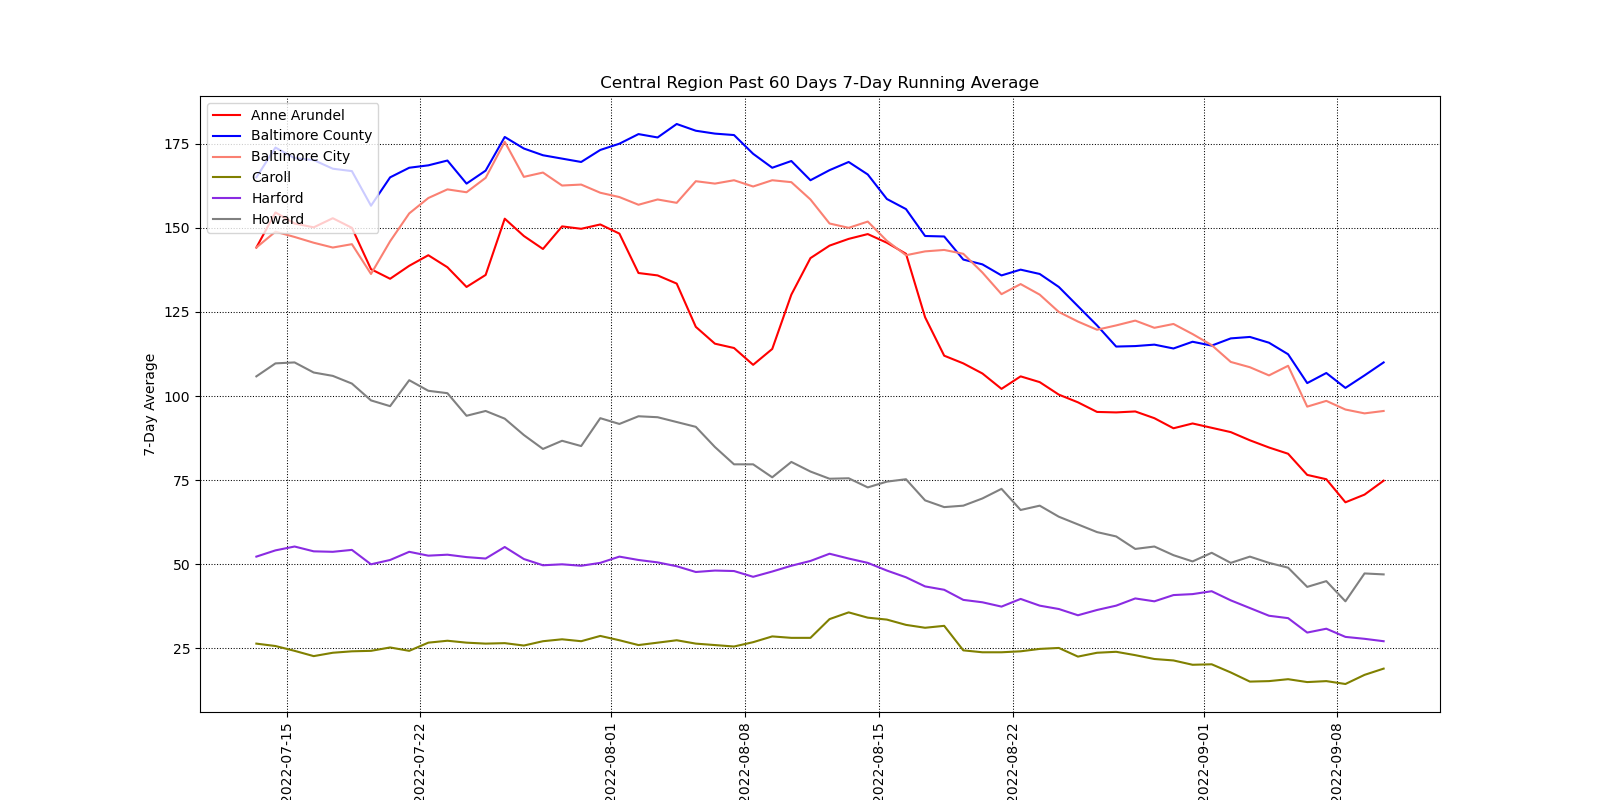 Central Region Past 60 Days 7-Day Running Average
Anne Arundel
Baltimore County
Baltimore City
Caroll
Harford
Howard
7-Day Average
175
150
125
100
75
50
25
2022-07-15
2022-07-22
2022-08-01
2022-08-08
2022-08-15
2022-08-22
2022-09-01
2022-09-08